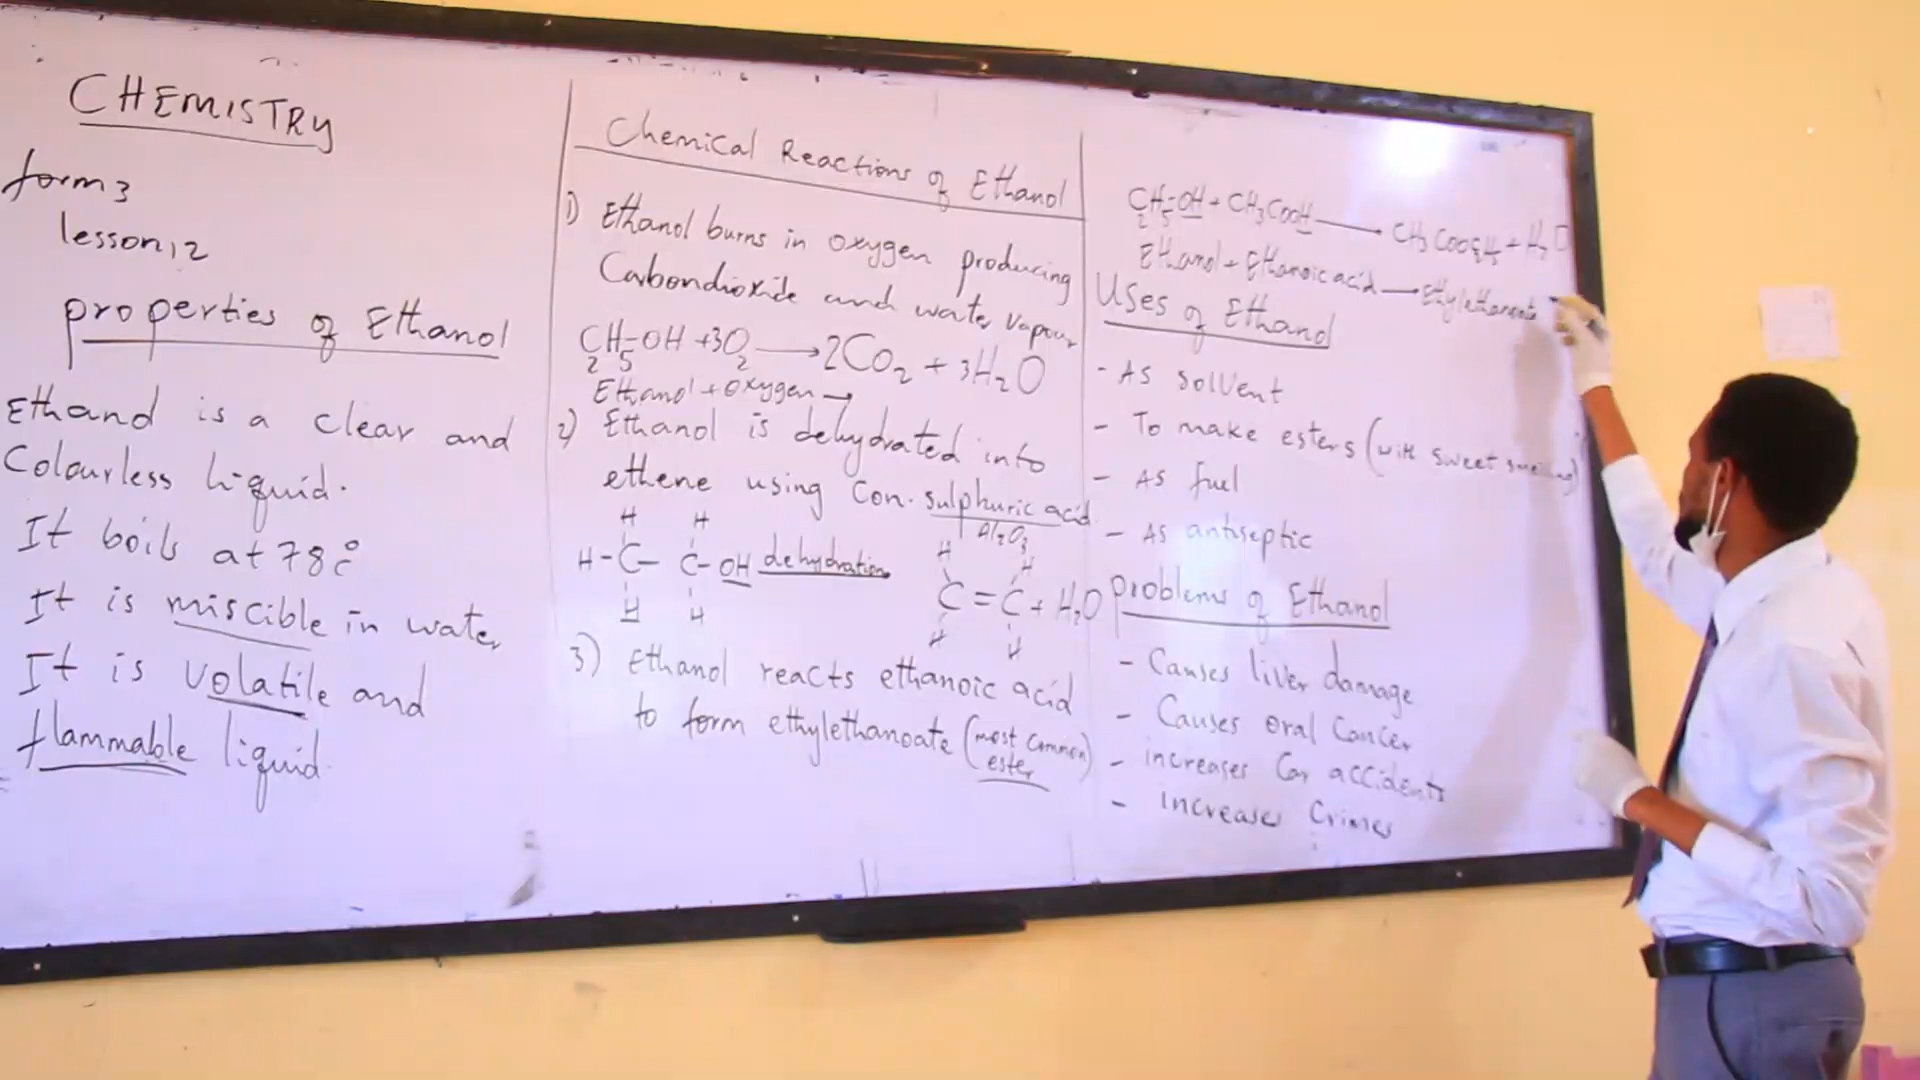 CHEMISTRY
form 3
lesson 12
properties of Ethanol
Ethanol is a clear and
Colourless liquid.
It boils at 78°c
It is miscible in water
It is volatile and
flammable liquid.
Chemical Reactions of Ethanol
1) Ethanol burns in oxygen producing
Carbondioxide and water vapour
C2H5-OH + 3O2 → 2CO2 + 3H2O
Ethanol + oxygen →
2) Ethanol is dehydrated into
ethene using Con. sulphuric acid
Al2O3
H H H H
H-C- C-OH dehydration C=C + H2O
H H H H
3) Ethanol reacts ethanoic acid
to form ethylethanoate (most common)
ester
C2H5-OH + CH3COOH → CH3COOC2H5 + H2O
Ethanol + Ethanoic acid → Ethylethanoate
Uses of Ethanol
- As solvent
- To make esters (with sweet smelling)
- As fuel
- As antiseptic
problems of Ethanol
- Causes liver damage
- Causes oral Cancer
- increases Car accidents
- increases Crimes